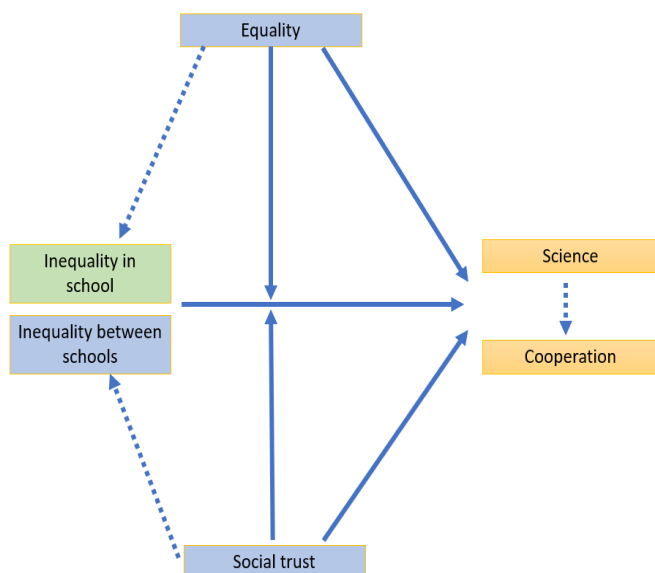 Equality
Inequality in
school
Science
Inequality between
schools
Cooperation
Social trust